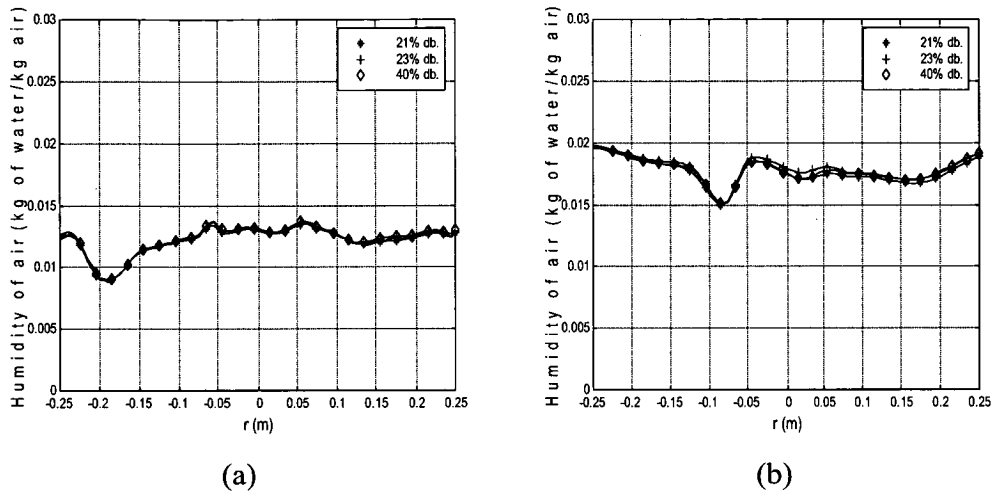 0.03
0.025
0.02
0.015
0.01
0.005
0
Humidity of air (kg of water/kg air)
21% db.
23% db.
40% db.
-0.25 -0.2 -0.15 -0.1 -0.05 0 0.05 0.1 0.15 0.2 0.25
r (m)
(a)
0.03
0.025
0.02
0.015
0.01
0.005
0
Humidity of air (kg of water/kg air)
21% db.
23% db.
40% db.
-0.25 -0.2 -0.15 -0.1 -0.05 0 0.05 0.1 0.15 0.2 0.25
r (m)
(b)